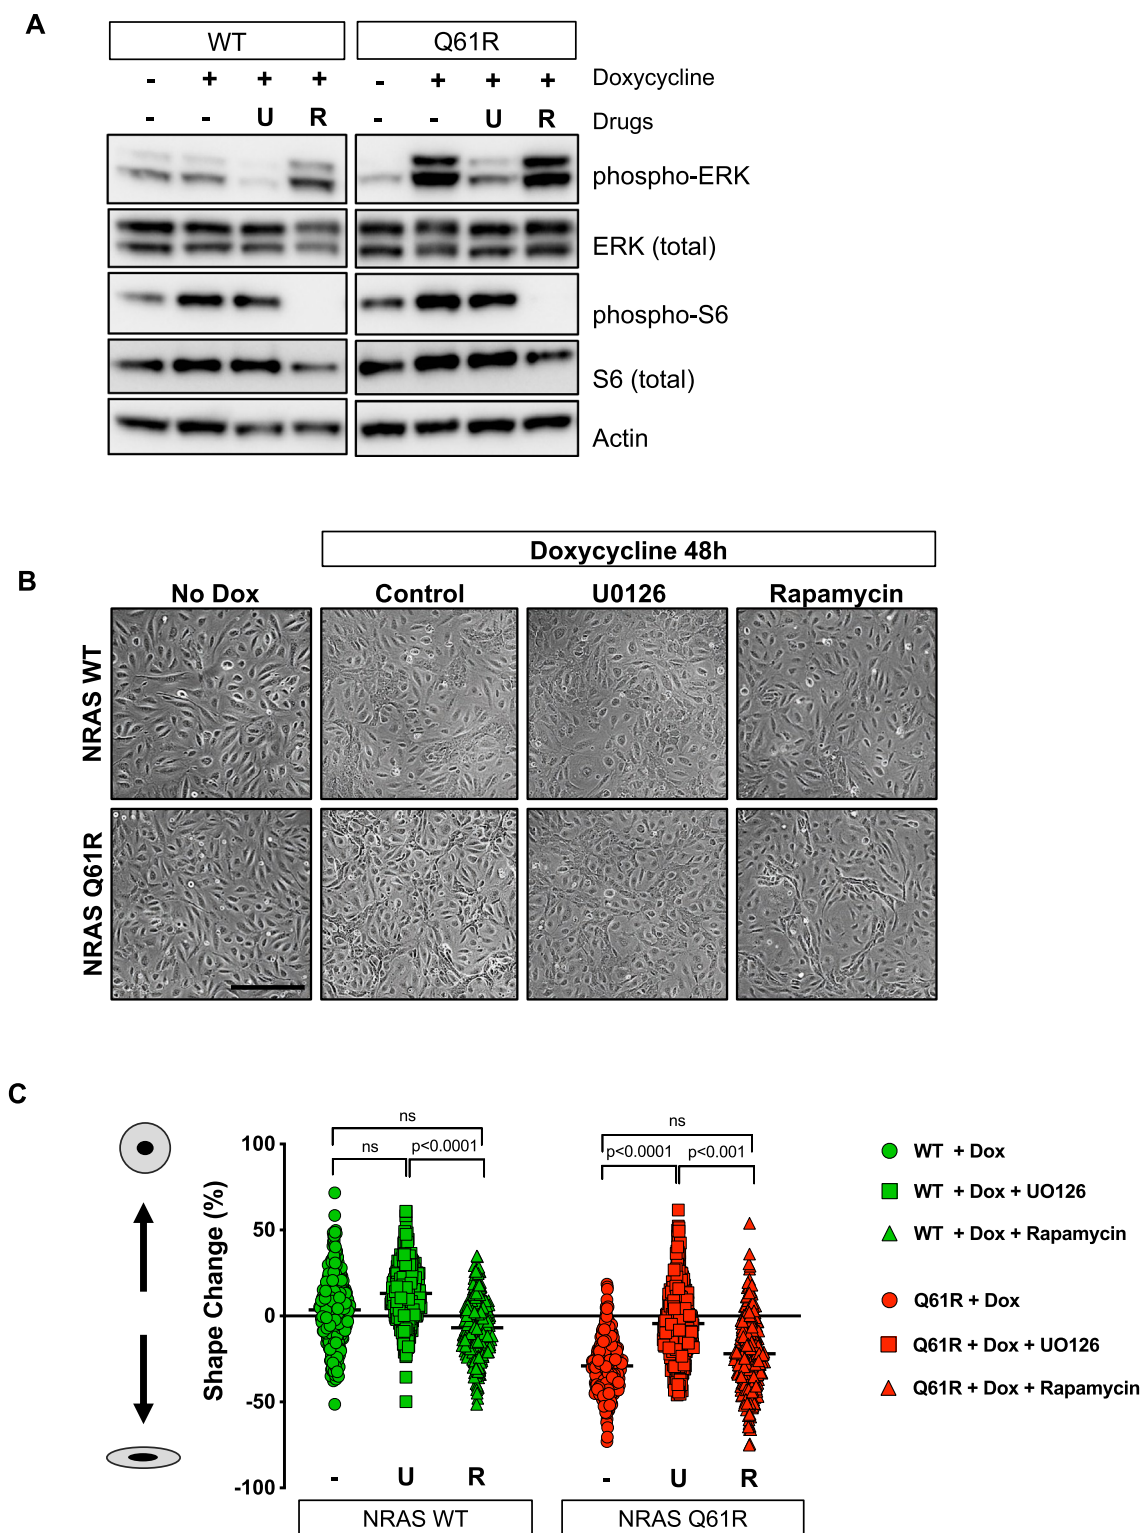 A
WT Q61R
- + + + - + + + Doxycycline
- - U R - - U R Drugs
phospho-ERK
ERK (total)
phospho-S6
S6 (total)
Actin
B
Doxycycline 48h
No Dox Control U0126 Rapamycin
NRAS WT
NRAS Q61R
C
Shape Change (%)
100
50
0
-50
-100
ns
ns p<0.0001
ns
p<0.0001 p<0.001
- U R - U R
NRAS WT NRAS Q61R
WT + Dox
WT + Dox + UO126
WT + Dox + Rapamycin
Q61R + Dox
Q61R + Dox + UO126
Q61R + Dox + Rapamycin